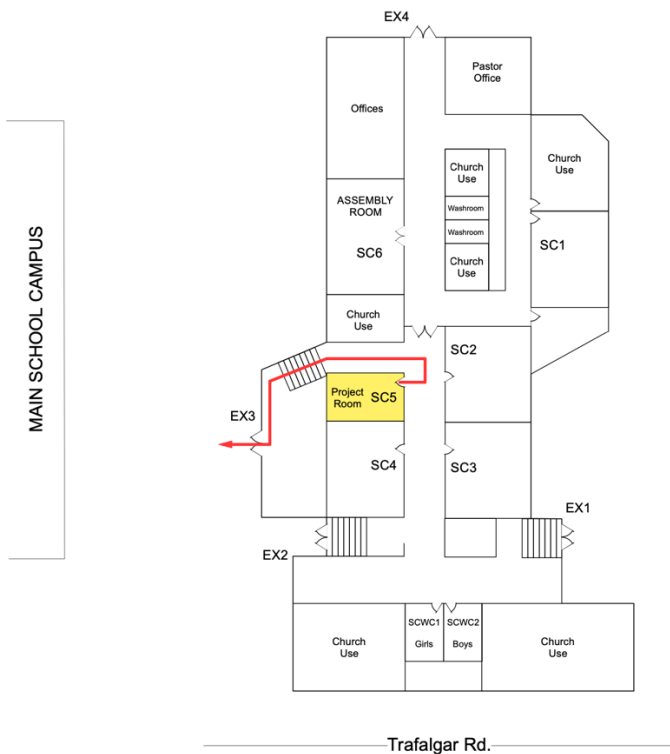 EX4
Pastor
Office
Offices
Church
Use
Church
Use
ASSEMBLY
ROOM
Washroom
Washroom
SC6
SC1
Church
Use
Church
Use
SC2
MAIN SCHOOL CAMPUS
Project
Room
SC5
EX3
SC4
SC3
EX1
EX2
SCWC1
Girls
SCWC2
Boys
Church
Use
Church
Use
Trafalgar Rd.